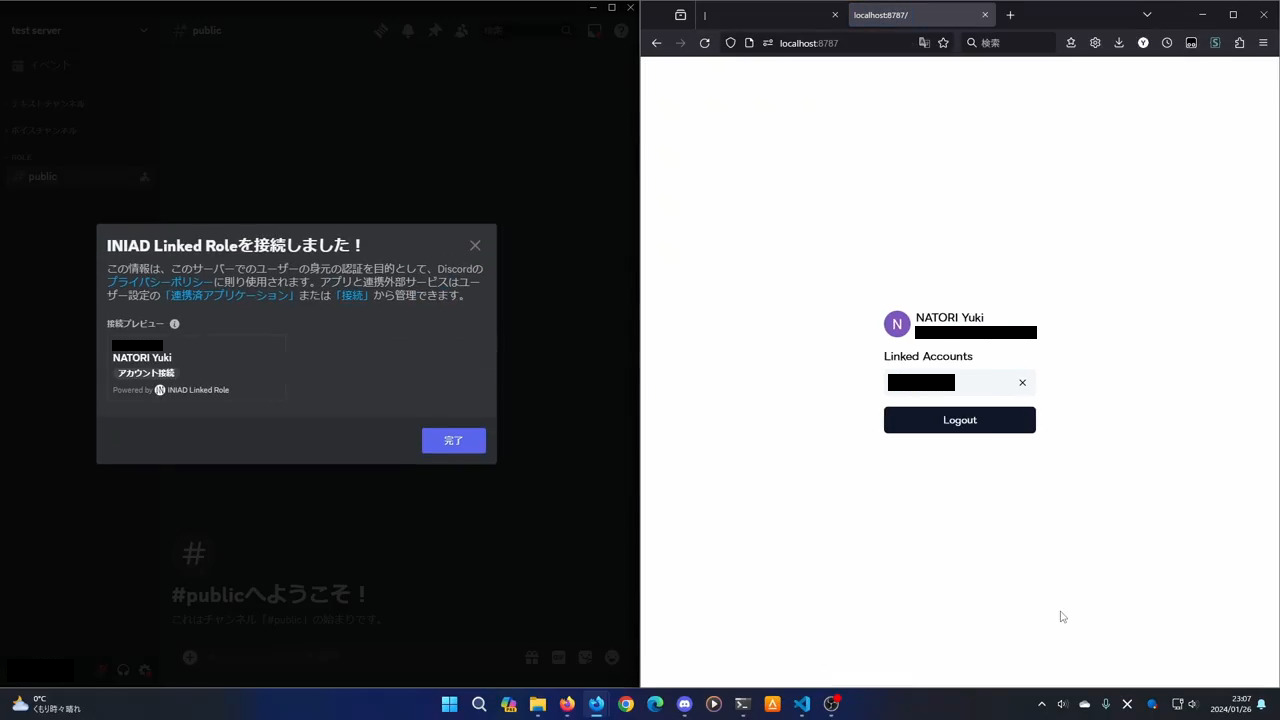 test server
public
検索
イベント
ボイスチャンネル
ROLE
public
INIAD Linked Roleを接続しました！
この情報は、このサーバーでのユーザーの身元の認証を目的として、Discordの
プライバシーポリシーに則り使用されます。アプリと連携外部サービスはユー
ザー設定の「連携済アプリケーション」または「接続」から管理できます。
接続プレビュー
NATORI Yuki
アカウント接続
Powered by INIAD Linked Role
完了
#publicへようこそ！
これはチャンネル「#public」の始まりです。
localhost:8787/
localhost:8787
検索
N
NATORI Yuki
Linked Accounts
Logout
0°C
くもり時々晴れ
23:07
2024/01/26